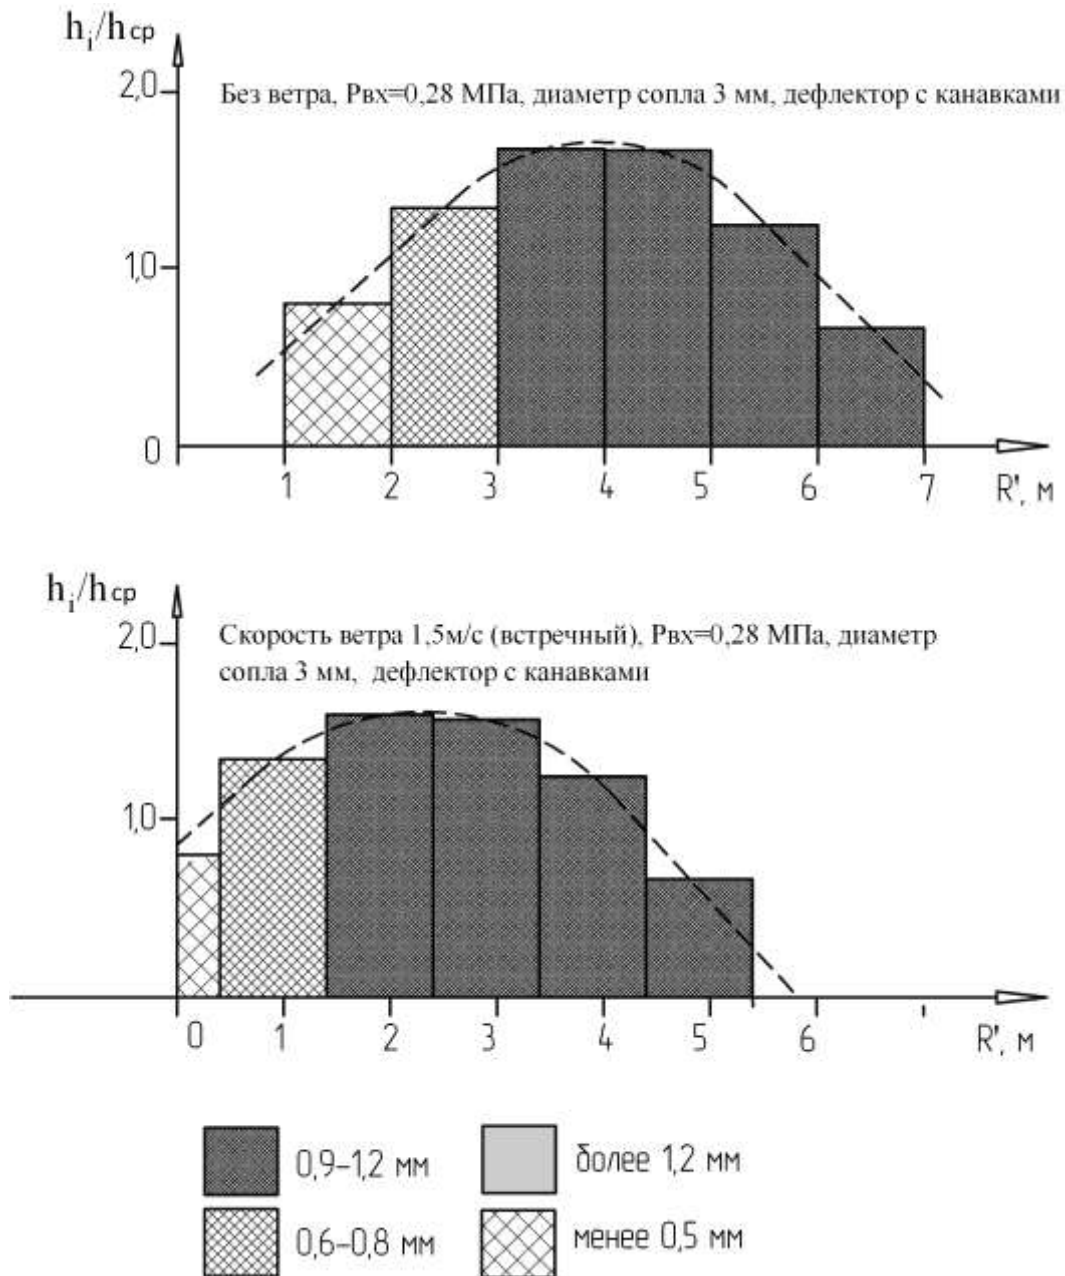 hᵢ/hср
2,0
Без ветра, Рвх=0,28 МПа, диаметр сопла 3 мм, дефлектор с канавками
1,0
0
1 2 3 4 5 6 7 R', м
hᵢ/hср
2,0
Скорость ветра 1,5м/с (встречный), Рвх=0,28 МПа, диаметр
сопла 3 мм, дефлектор с канавками
1,0
0 1 2 3 4 5 6 R', м
0,9–1,2 мм
более 1,2 мм
0,6–0,8 мм
менее 0,5 мм